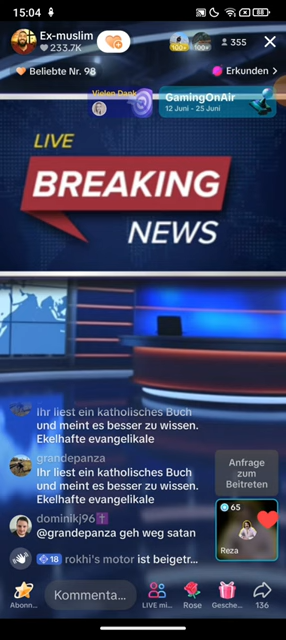 15:04
88
Ex-muslim
233.7K
100+
100+
355
Beliebte Nr. 98
Erkunden >
Vielen Dank
GamingOnAir
12 Juni - 25 Juni
LIVE
BREAKING
NEWS
Ihr liest ein katholisches Buch
und meint es besser zu wissen.
Ekelhafte evangelikale
grandepanza
Ihr liest ein katholisches Buch
und meint es besser zu wissen.
Ekelhafte evangelikale
dominikj96
@grandepanza geh weg satan
18 rokhi's motor ist beigetr...
Anfrage
zum
Beitreten
65
Reza
Kommenta...
Abonn...
LIVE mi...
Rose
Gesche...
136